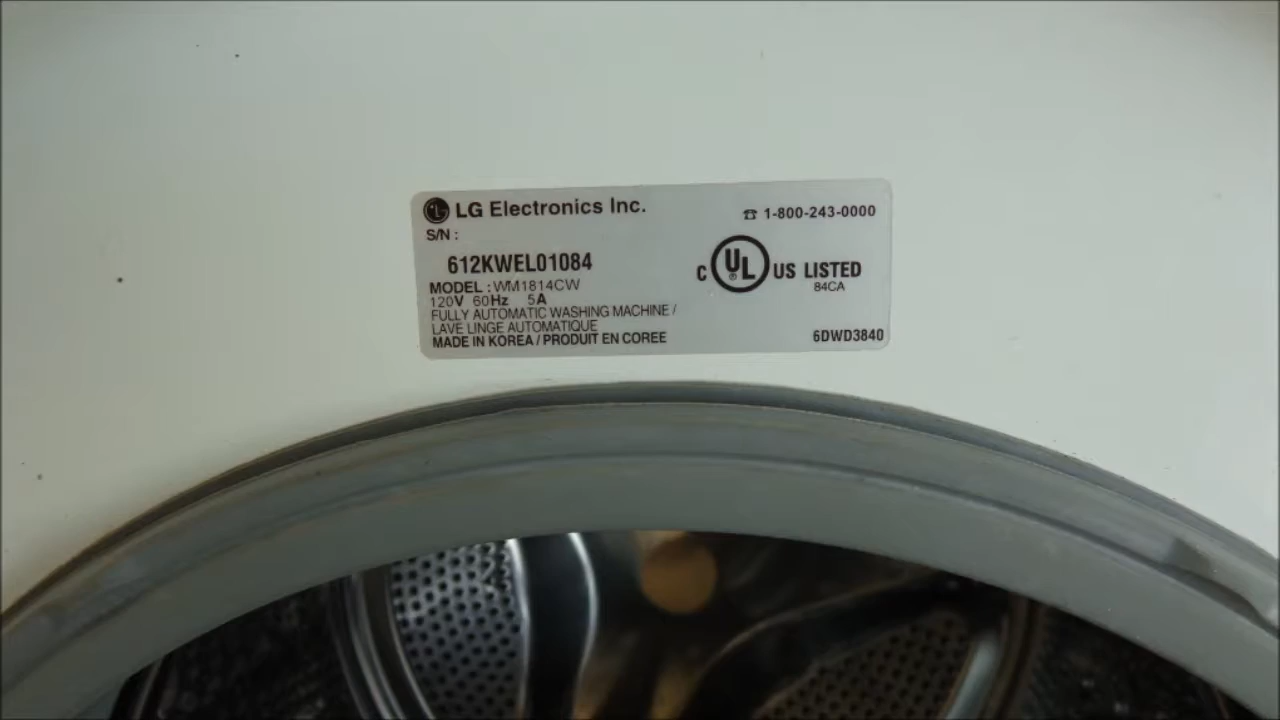 LG Electronics Inc.
☎ 1-800-243-0000
S/N :
612KWEL01084
C UL® US LISTED
84CA
MODEL : WM1814CW
120V 60Hz 5A
FULLY AUTOMATIC WASHING MACHINE /
LAVE LINGE AUTOMATIQUE
MADE IN KOREA / PRODUIT EN COREE
6DWD3840